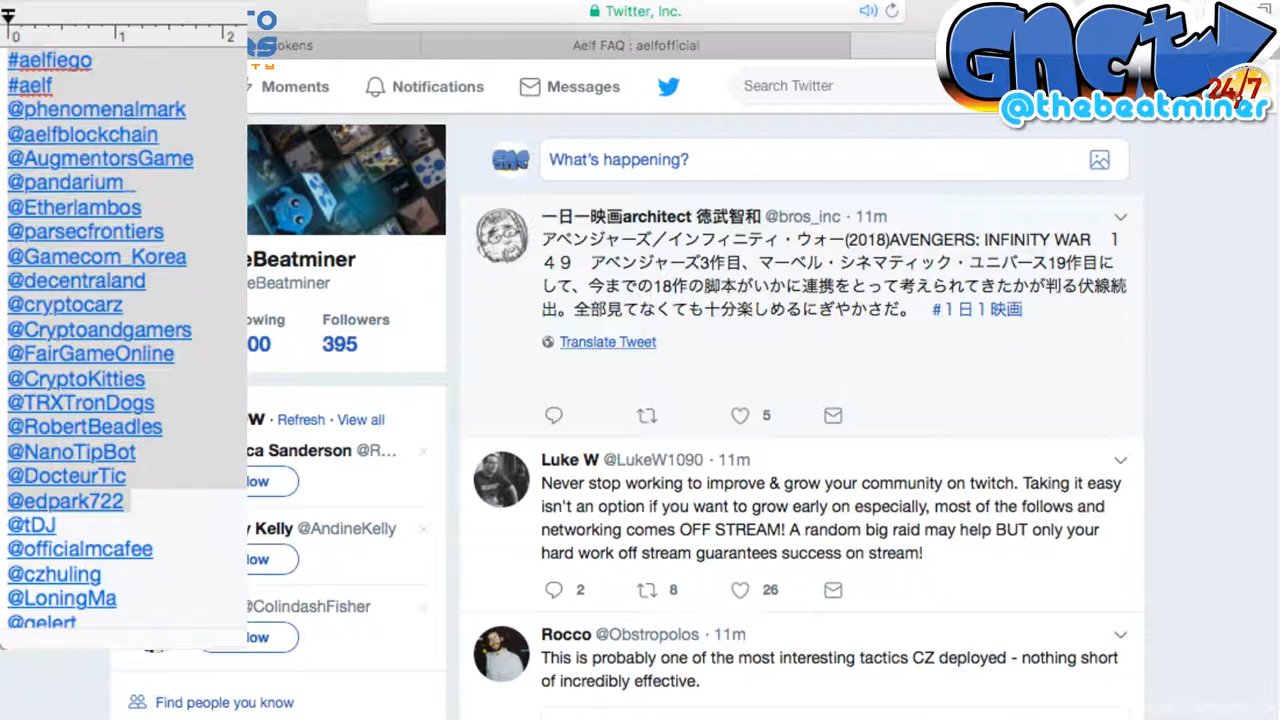 0 1 2
#aelfiego
#aelf
@phenomenalmark
@aelfblockchain
@AugmentorsGame
@pandarium_
@Etherlambos
@parsecfrontiers
@Gamecom_Korea
@decentraland
@cryptocarz
@Cryptoandgamers
@FairGameOnline
@CryptoKitties
@TRXTronDogs
@RobertBeadles
@NanoTipBot
@DocteurTic
@edpark722
@tDJ
@officialmcafee
@czhuling
@LoningMa
@gelert
Twitter, Inc.
okens
Aelf FAQ : aelfofficial
GNCtv
24/7
@thebeatminer
Moments
Notifications
Messages
Search Twitter
eBeatminer
eBeatminer
owing
Followers
00
395
w · Refresh · View all
ca Sanderson @R...
ow
y Kelly @AndineKelly
ow
@ColindashFisher
ow
Find people you know
GNC
What's happening?
一日一映画architect 徳武智和 @bros_inc · 11m
アベンジャーズ／インフィニティ・ウォー(2018)AVENGERS: INFINITY WAR　１
４９　アベンジャーズ3作目、マーベル・シネマティック・ユニバース19作目に
して、今までの18作の脚本がいかに連携をとって考えられてきたかが判る伏線続
出。全部見てなくても十分楽しめるにぎやかさだ。 #１日１映画
Translate Tweet
5
Luke W @LukeW1090 · 11m
Never stop working to improve & grow your community on twitch. Taking it easy
isn't an option if you want to grow early on especially, most of the follows and
networking comes OFF STREAM! A random big raid may help BUT only your
hard work off stream guarantees success on stream!
2 8 26
Rocco @Obstropolos · 11m
This is probably one of the most interesting tactics CZ deployed - nothing short
of incredibly effective.